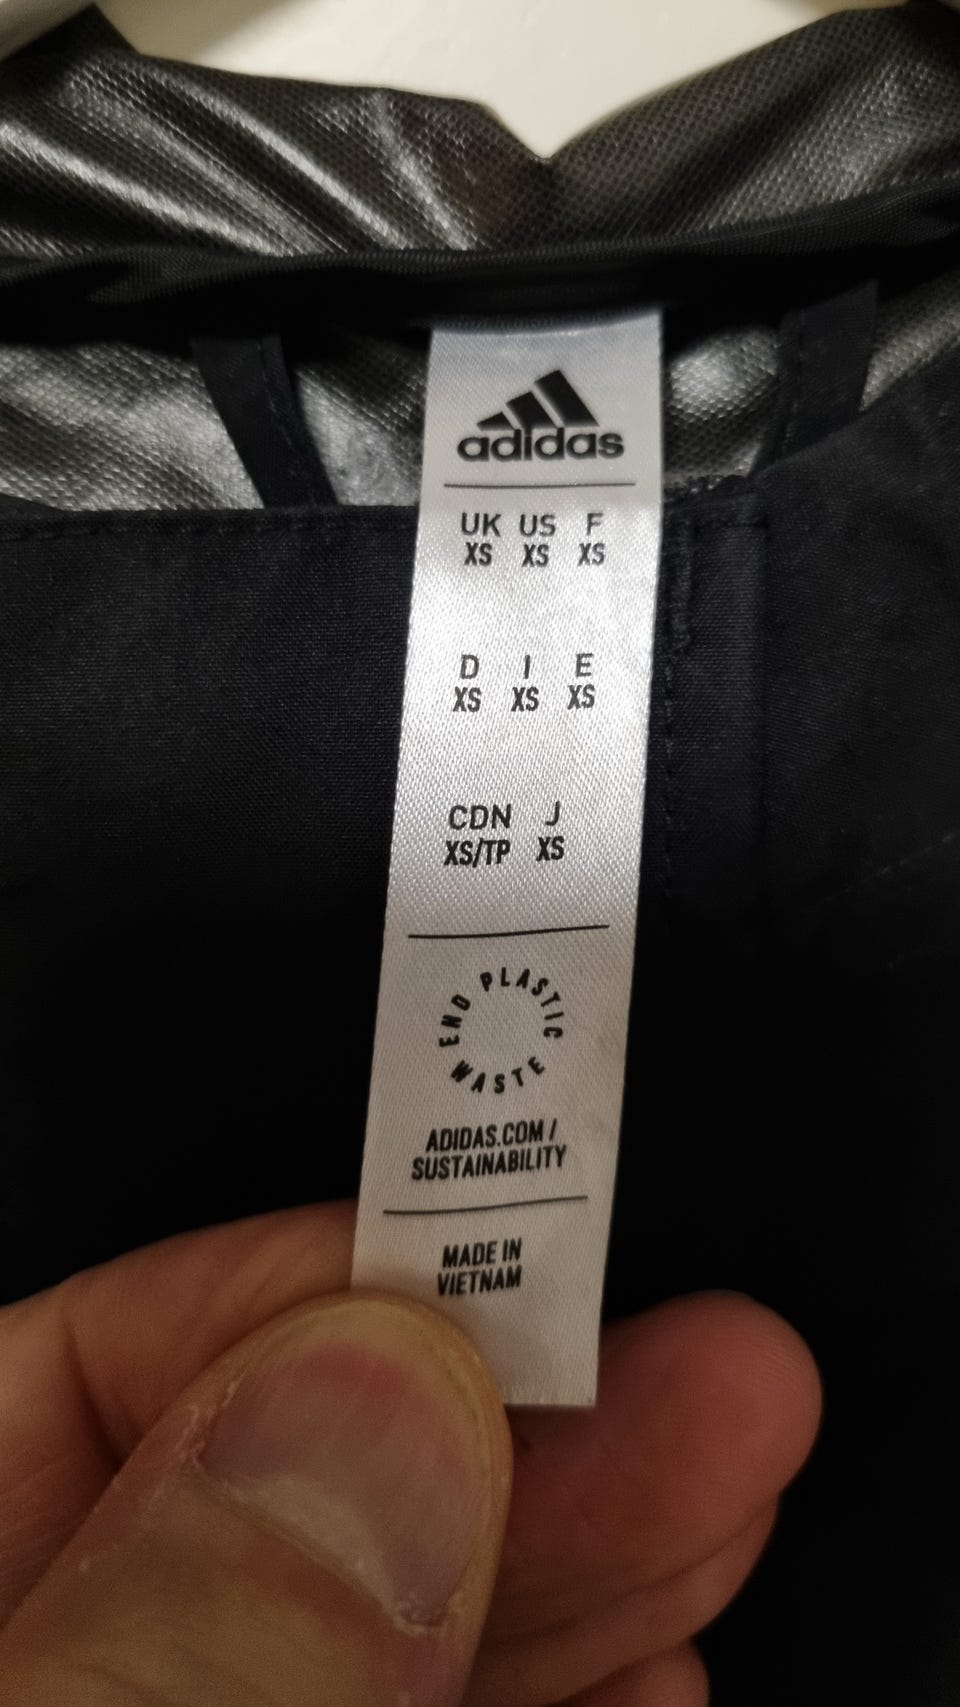 adidas
UK US F
XS XS XS
D I E
XS XS XS
CDN J
XS/TP XS
END PLASTIC WASTE
ADIDAS.COM/
SUSTAINABILITY
MADE IN
VIETNAM